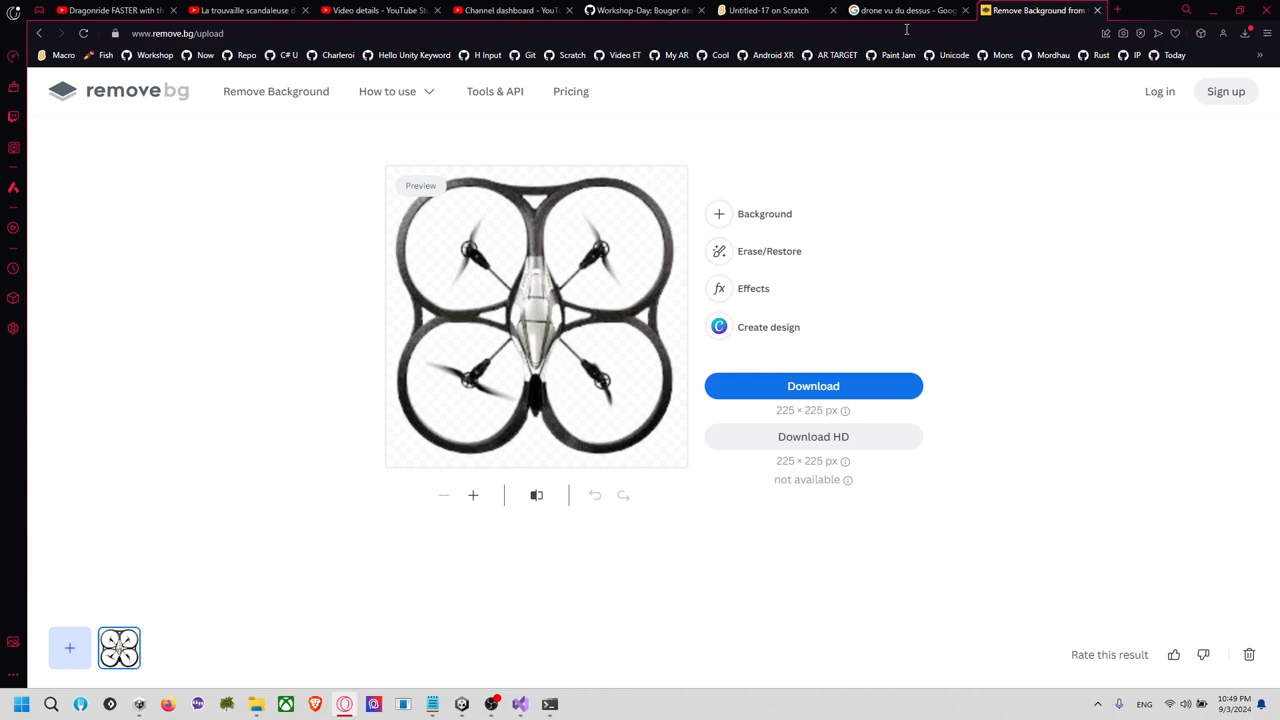 Dragonride FASTER with th
La trouvaille scandaleuse d
Video details - YouTube Stu
Channel dashboard - YouTu
Workshop-Day: Bouger des
Untitled-17 on Scratch
drone vu du dessus - Goog
Remove Background from I
www.remove.bg/upload
Macro
Fish
Workshop
Now
Repo
C# U
Charleroi
Hello Unity Keyword
H Input
Git
Scratch
Video ET
My AR
Cool
Android XR
AR TARGET
Paint Jam
Unicode
Mons
Mordhau
Rust
IP
Today
removebg
Remove Background
How to use
Tools & API
Pricing
Log in
Sign up
Preview
Background
Erase/Restore
fx Effects
Create design
Download
225 × 225 px
Download HD
225 × 225 px
not available
Rate this result
ENG
10:49 PM
9/3/2024